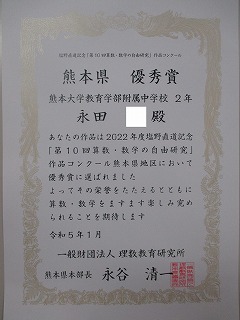 塩野直道記念「第10回算数・数学の自由研究」作品コンクール
熊本県 優秀賞
熊本大学教育学部附属中学校 2年
永田 殿
あなたの作品は2022年度塩野直道記念
「第10回算数・数学の自由研究」
作品コンクール熊本県地区において
優秀賞に選ばれました
よってその栄誉をたたえるとともに
算数・数学をますます楽しみ究め
られることを期待します
令和5年1月
一般財団法人 理数教育研究所
熊本県本部長 永谷 清一